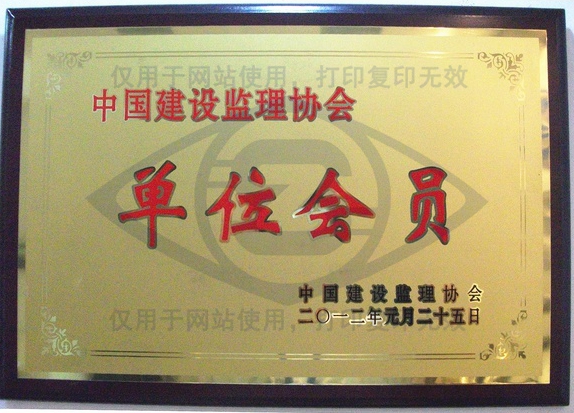 仅用于网站使用，打印复印无效
中国建设监理协会
单位会员
中国建设监理协会
二〇一二年元月二十五日
仅用于网站使用，打印复印无效